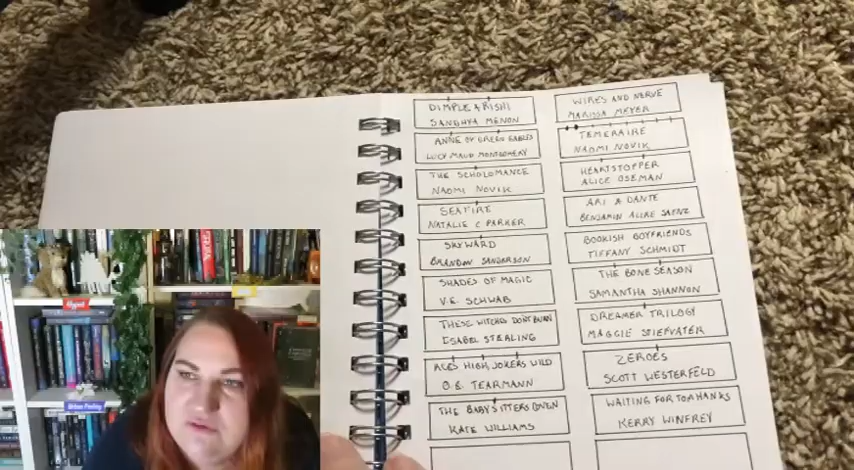 DIMPLE & RISHI
SANDHYA MENON
ANNE OF GREEN GABLES
LUCY MAUD MONTGOMERY
THE SCHOLOMANCE
NAOMI NOVIK
SEAFIRE
NATALIE C PARKER
SKYWARD
BRANDON SANDERSON
SHADES OF MAGIC
V.E. SCHWAB
THESE WITCHES DON'T BURN
ISABEL STERLING
ACES HIGH, JOKERS WILD
O.E. TEARMANN
THE BABYSITTERS COVEN
KATE WILLIAMS
WIRES AND NERVE
MARISSA MEYER
TEMERAIRE
NAOMI NOVIK
HEARTSTOPPER
ALICE OSEMAN
ARI & DANTE
BENJAMIN ALIRE SAENZ
BOOKISH BOYFRIENDS
TIFFANY SCHMIDT
THE BONE SEASON
SAMANTHA SHANNON
DREAMER TRILOGY
MAGGIE STIEFVATER
ZEROES
SCOTT WESTERFELD
WAITING FOR TOM HANKS
KERRY WINFREY
Urban Fantasy